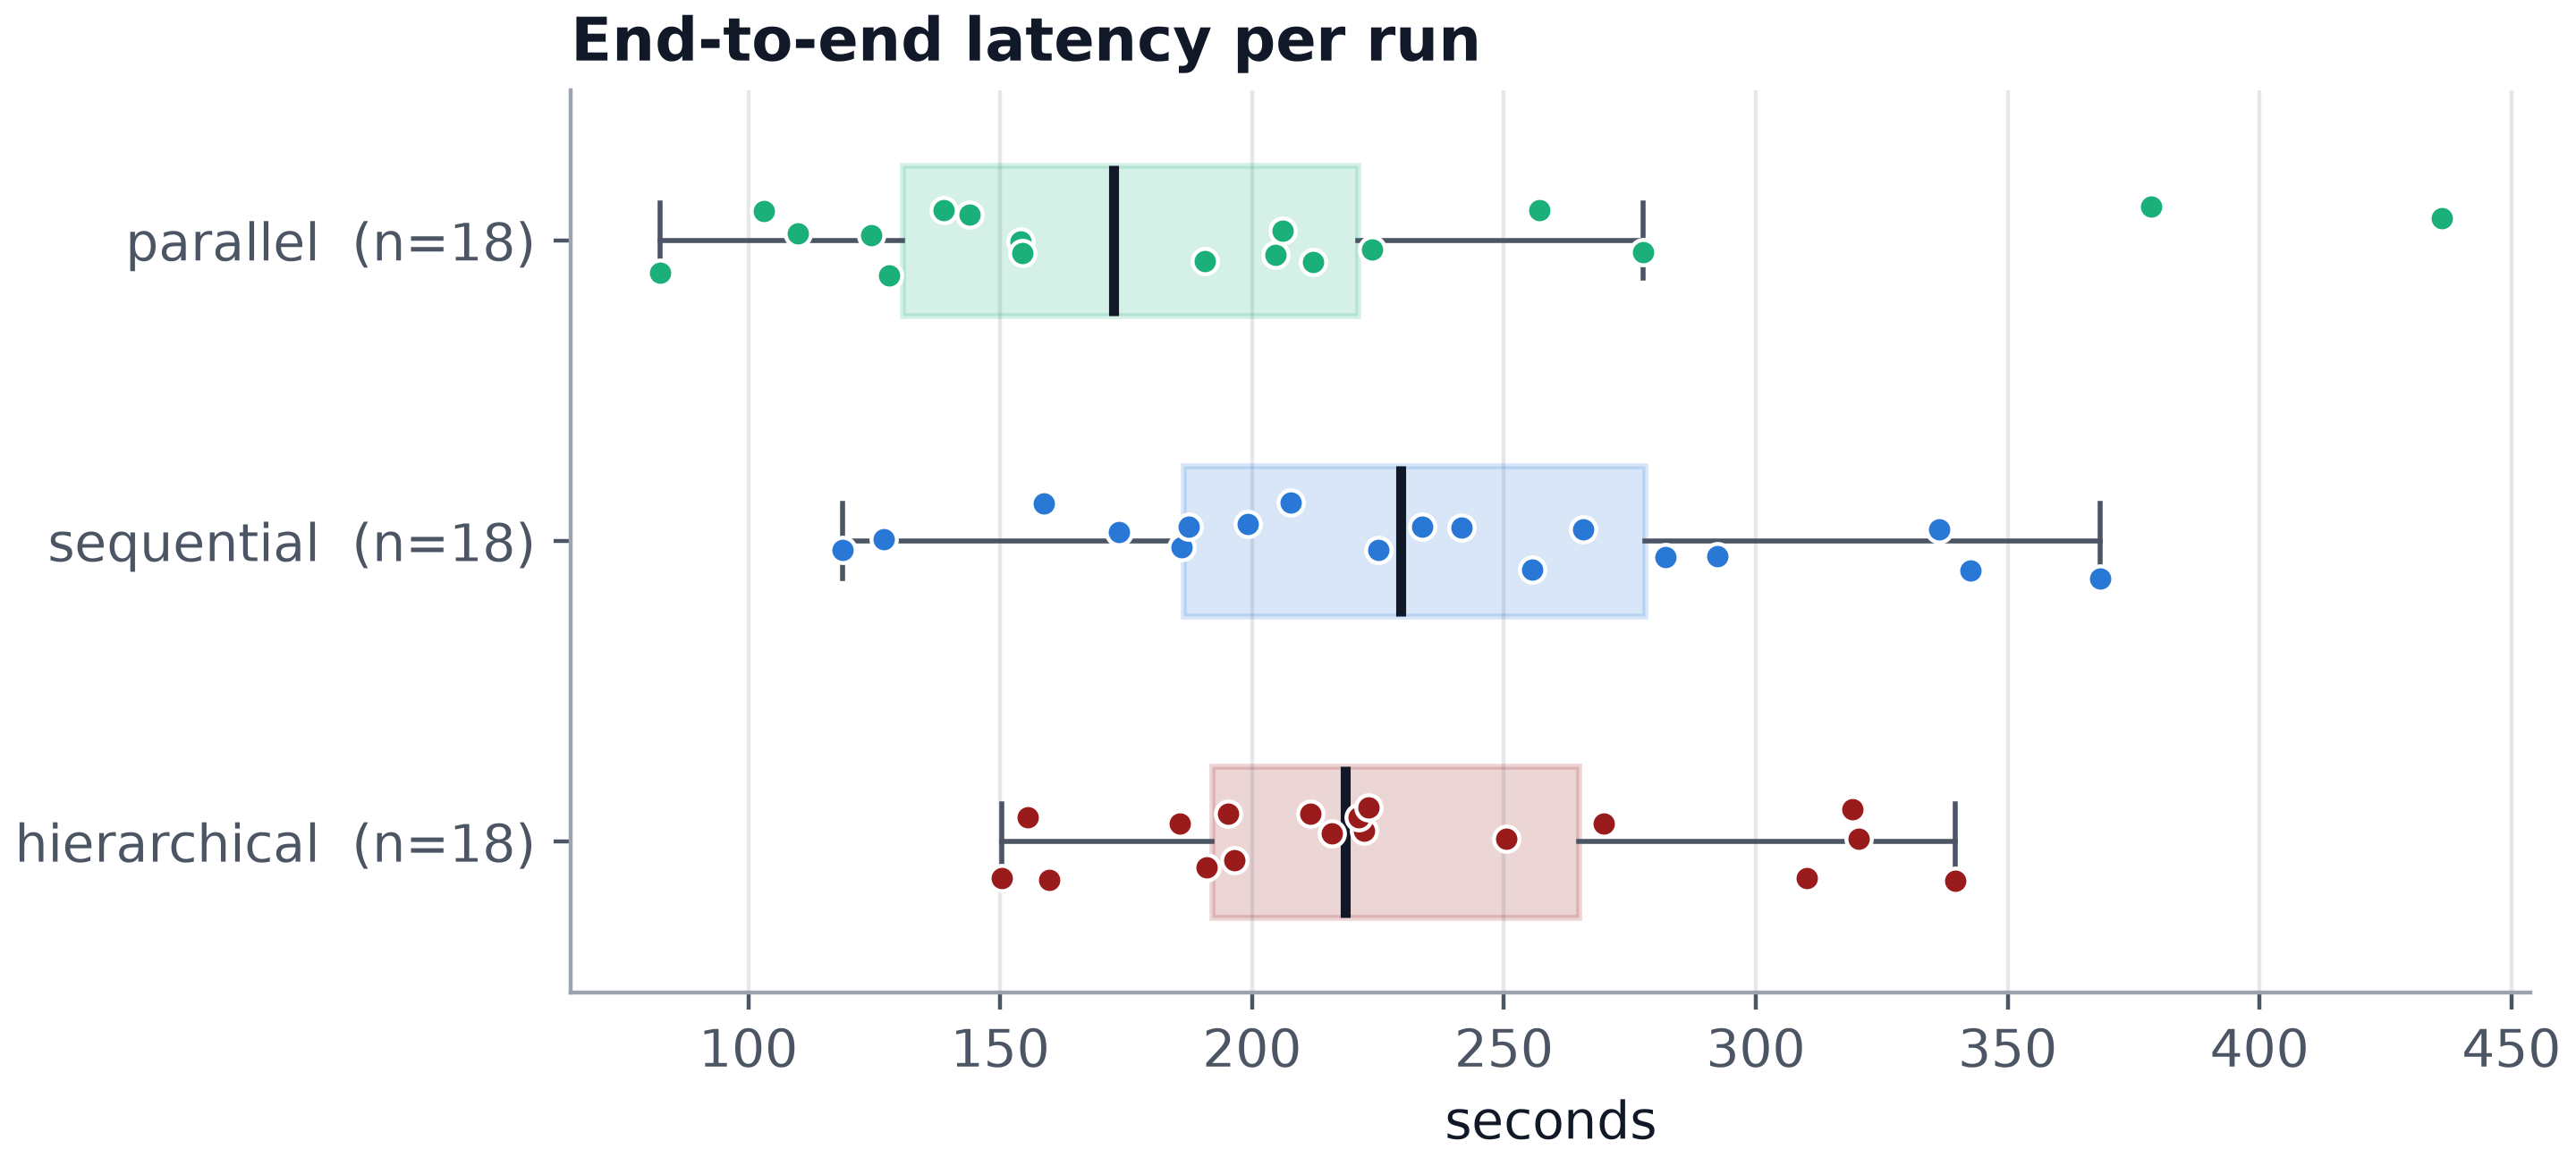 End-to-end latency per run
parallel (n=18)
sequential (n=18)
hierarchical (n=18)
100 150 200 250 300 350 400 450
seconds